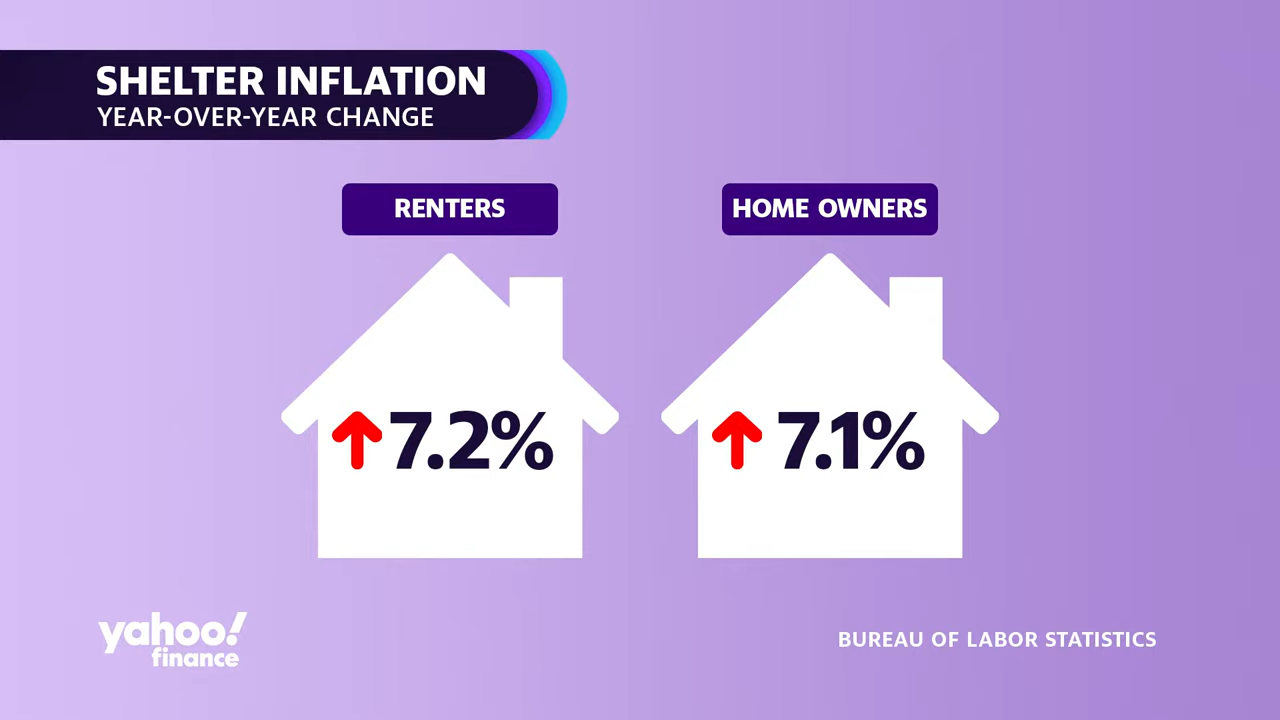 SHELTER INFLATION
YEAR-OVER-YEAR CHANGE
RENTERS
HOME OWNERS
7.2%
7.1%
yahoo!
finance
BUREAU OF LABOR STATISTICS